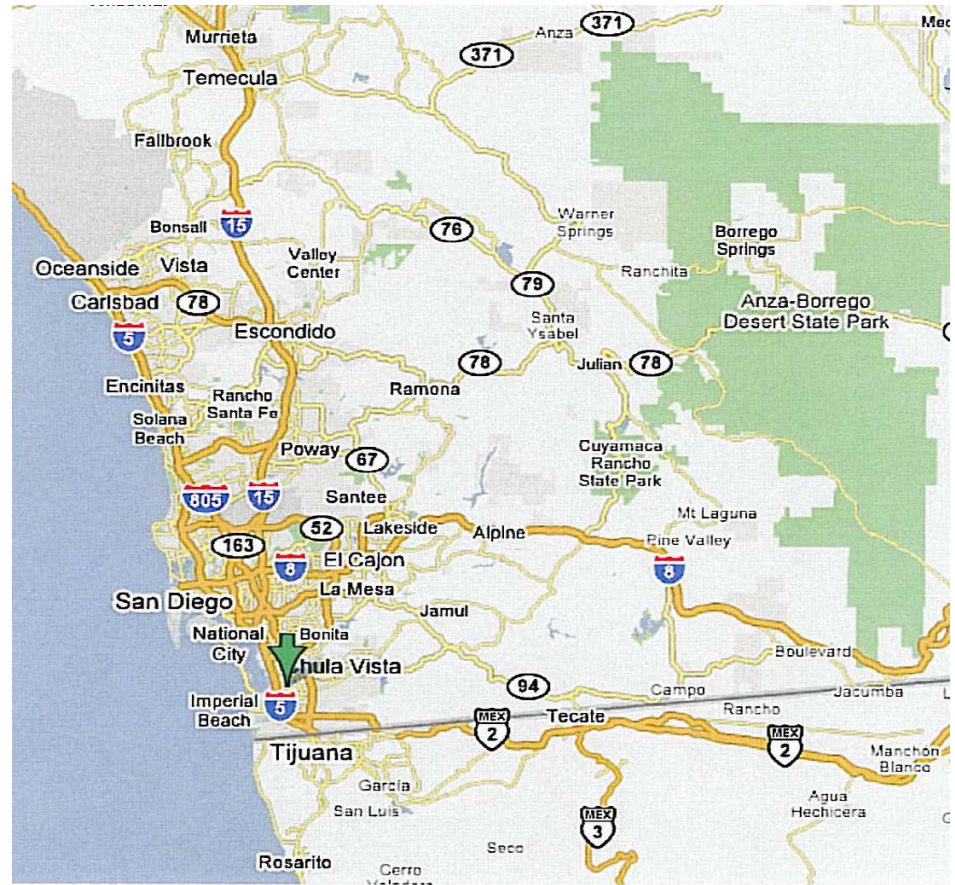 Murrieta
371
Anza
371
Temecula
Fallbrook
15
Bonsall
Valley
Center
76
Warner
Springs
Borrego
Springs
Oceanside
Vista
Ranchita
79
Carlsbad
78
Anza-Borrego
Desert State Park
5
Escondido
Santa
Ysabel
78
Julian
78
Encinitas
Rancho
Santa Fe
Ramona
Solana
Beach
Poway
67
Cuyamaca
Rancho
State Park
805
15
Santee
Mt Laguna
52
Lakeside
Alpine
163
Pine Valley
8
El Cajon
8
La Mesa
San Diego
Jamul
National
City
Bonita
Boulevard
hula Vista
94
Campo
Jacumba
Imperial
Beach
5
Rancho
MEX
2
Tecate
MEX
2
Tijuana
Manchón
Blanco
García
San Luis
Agua
Hechicera
MEX
3
Seco
Rosarito
Cerro